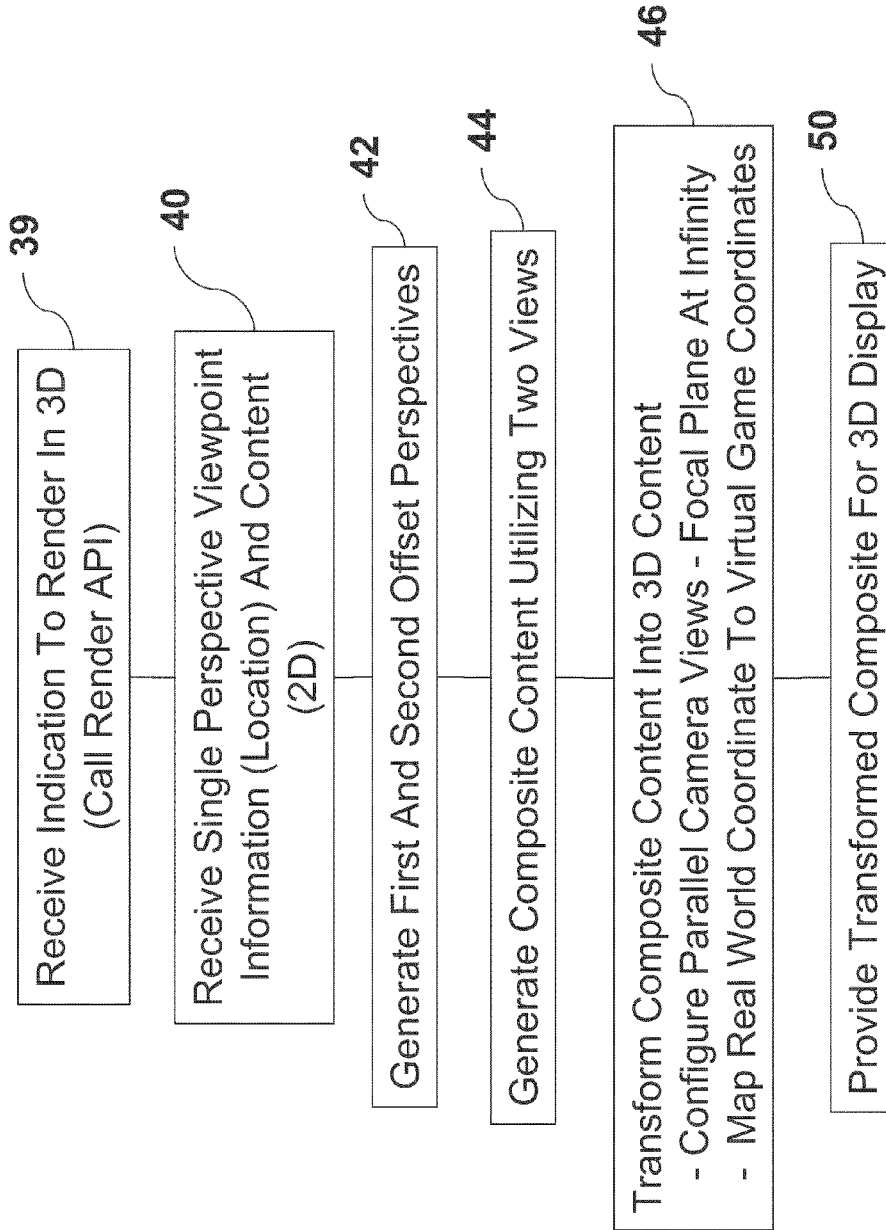 39
Receive Indication To Render In 3D
(Call Render API)
40
Receive Single Perspective Viewpoint
Information (Location) And Content
(2D)
42
Generate First And Second Offset Perspectives
44
Generate Composite Content Utilizing Two Views
46
Transform Composite Content Into 3D Content
- Configure Parallel Camera Views - Focal Plane At Infinity
- Map Real World Coordinate To Virtual Game Coordinates
50
Provide Transformed Composite For 3D Display